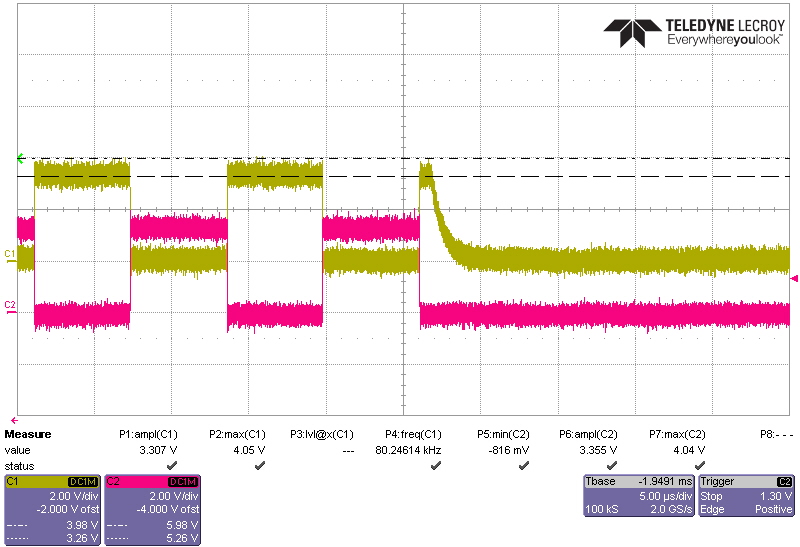 TELEDYNE LECROY
Everywhereyoulook™
C1
C2
Measure P1:ampl(C1) P2:max(C1) P3:lvl@x(C1) P4:freq(C1) P5:min(C2) P6:ampl(C2) P7:max(C2) P8:- - -
value 3.307 V 4.05 V --- 80.24614 kHz -816 mV 3.355 V 4.04 V
status
C1 DC1M
2.00 V/div
-2.000 V ofst
3.98 V
3.26 V
C2 DC1M
2.00 V/div
-4.000 V ofst
5.98 V
5.26 V
Tbase -1.9491 ms
5.00 µs/div
100 kS 2.0 GS/s
Trigger C2
Stop 1.30 V
Edge Positive